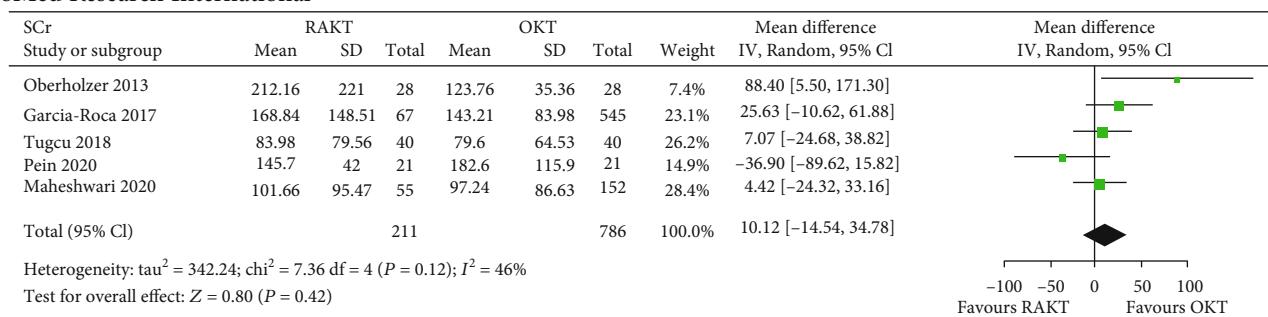 SCr RAKT OKT Mean difference Mean difference
Study or subgroup Mean SD Total Mean SD Total Weight IV, Random, 95% Cl IV, Random, 95% Cl
Oberholzer 2013 212.16 221 28 123.76 35.36 28 7.4% 88.40 [5.50, 171.30]
Garcia-Roca 2017 168.84 148.51 67 143.21 83.98 545 23.1% 25.63 [−10.62, 61.88]
Tugcu 2018 83.98 79.56 40 79.6 64.53 40 26.2% 7.07 [−24.68, 38.82]
Pein 2020 145.7 42 21 182.6 115.9 21 14.9% −36.90 [−89.62, 15.82]
Maheshwari 2020 101.66 95.47 55 97.24 86.63 152 28.4% 4.42 [−24.32, 33.16]
Total (95% Cl) 211 786 100.0% 10.12 [−14.54, 34.78]
Heterogeneity: tau² = 342.24; chi² = 7.36 df = 4 (P = 0.12); I² = 46%
Test for overall effect: Z = 0.80 (P = 0.42)
−100 −50 0 50 100
Favours RAKT Favours OKT